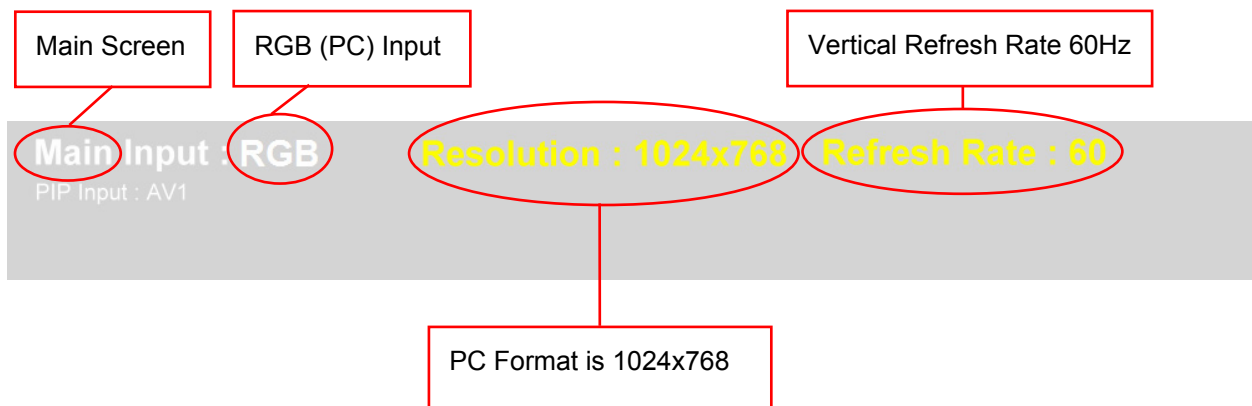 Main Screen
RGB (PC) Input
Vertical Refresh Rate 60Hz
Main Input : RGB Resolution : 1024x768 Refresh Rate : 60
PIP Input : AV1
PC Format is 1024x768